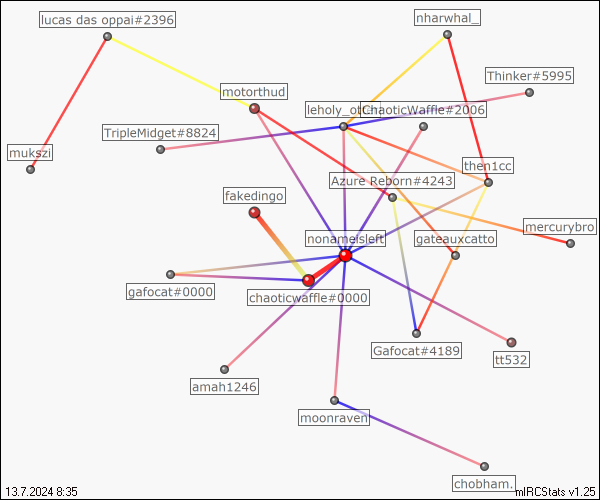 nharwhal_
lucas das oppai#2396
Thinker#5995
motorthud
leholy_ot
ChaoticWaffle#2006
TripleMidget#8824
mukszi
then1cc
Azure Reborn#4243
fakedingo
mercurybro
nonameisleft
gateauxcatto
gafocat#0000
chaoticwaffle#0000
Gafocat#4189
tt532
amah1246
moonraven
chobham.
13.7.2024 8:35
mIRCStats v1.25